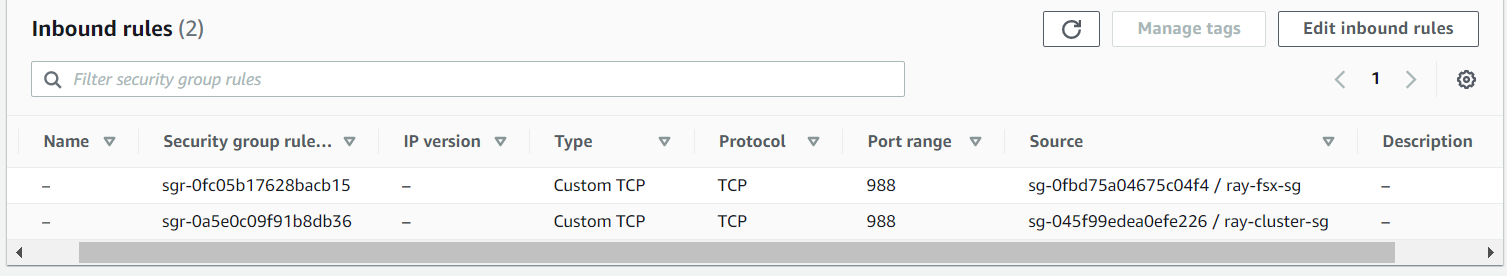 Inbound rules (2)
Manage tags
Edit inbound rules
Filter security group rules
1
Name Security group rule... IP version Type Protocol Port range Source Description
– sgr-0fc05b17628bacb15 – Custom TCP TCP 988 sg-0fbd75a04675c04f4 / ray-fsx-sg –
– sgr-0a5e0c09f91b8db36 – Custom TCP TCP 988 sg-045f99edea0efe226 / ray-cluster-sg –